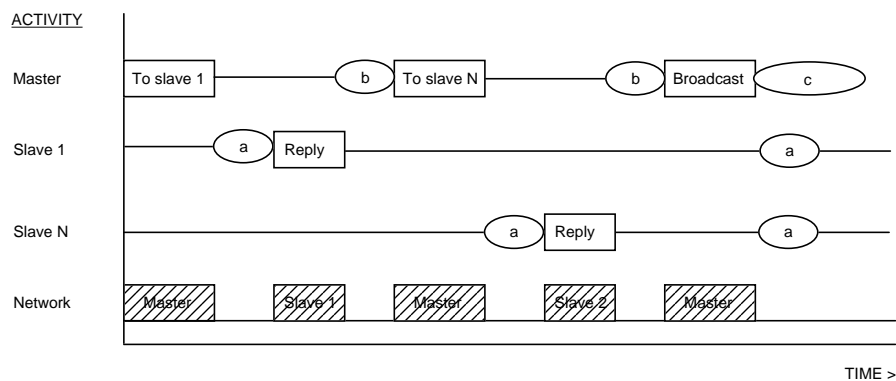 ACTIVITY
Master To slave 1 b To slave N b Broadcast c
Slave 1 a Reply a
Slave N a Reply a
Network Master Slave 1 Master Slave 2 Master
TIME >